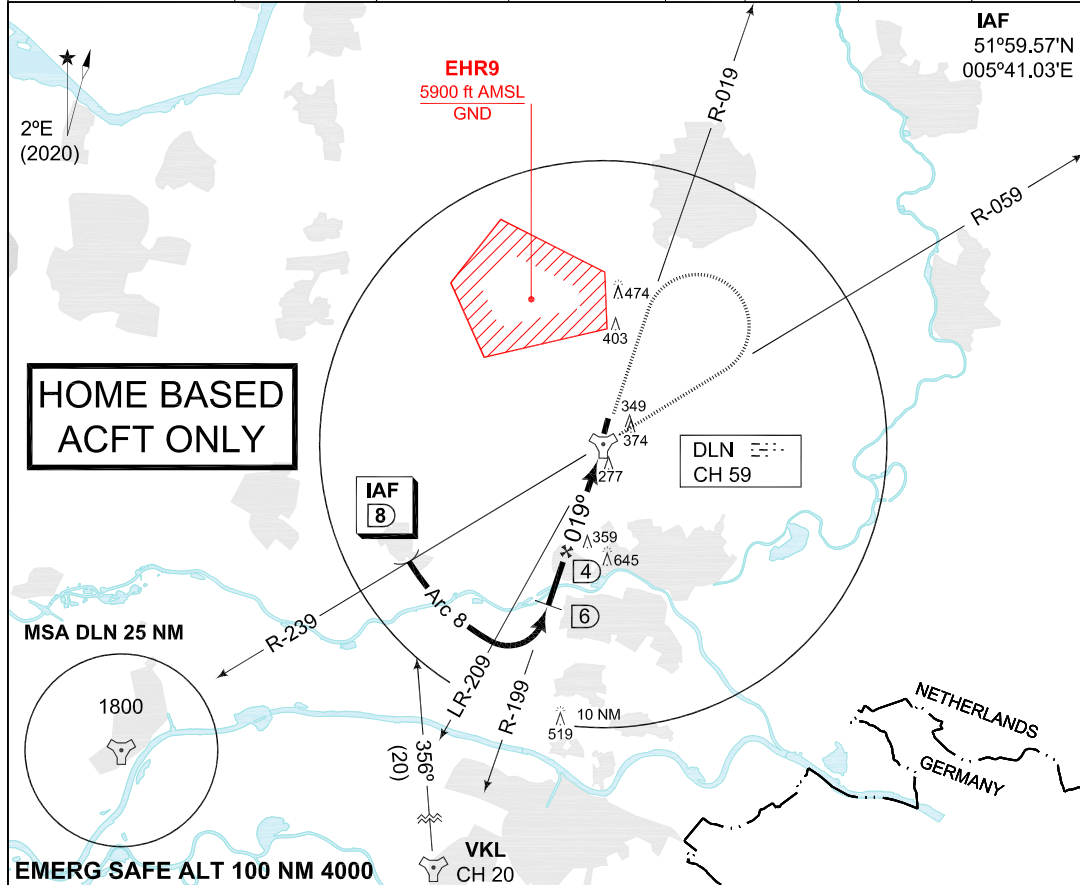 IAF
51º59.57'N
005º41.03'E
2ºE
(2020)
EHR9
5900 ft AMSL
GND
R-019
R-059
474
403
HOME BASED
ACFT ONLY
349
374
277
DLN
CH 59
IAF
8
019º
359
645
4
6
Arc 8
R-239
LR-209
R-199
MSA DLN 25 NM
1800
10 NM
519
356º
(20)
NETHERLANDS
GERMANY
VKL
CH 20
EMERG SAFE ALT 100 NM 4000